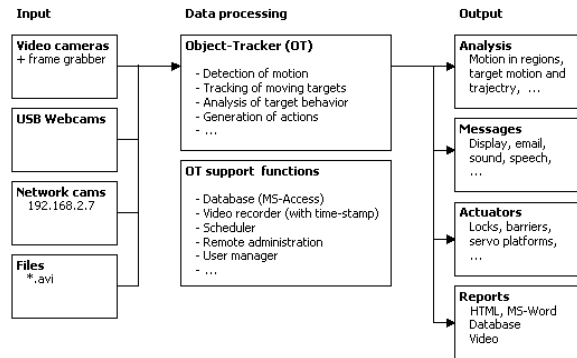 Input
Video cameras
+ frame grabber
USB Webcams
Network cams
192.168.2.7
Files
*.avi
Data processing
Object-Tracker (OT)
- Detection of motion
- Tracking of moving targets
- Analysis of target behavior
- Generation of actions
- ...
OT support functions
- Database (MS-Access)
- Video recorder (with time-stamp)
- Scheduler
- Remote administration
- User manager
- ...
Output
Analysis
Motion in regions,
target motion and
trajectry, ...
Messages
Display, email,
sound, speech,
...
Actuators
Locks, barriers,
servo platforms,
...
Reports
HTML, MS-Word
Database
Video